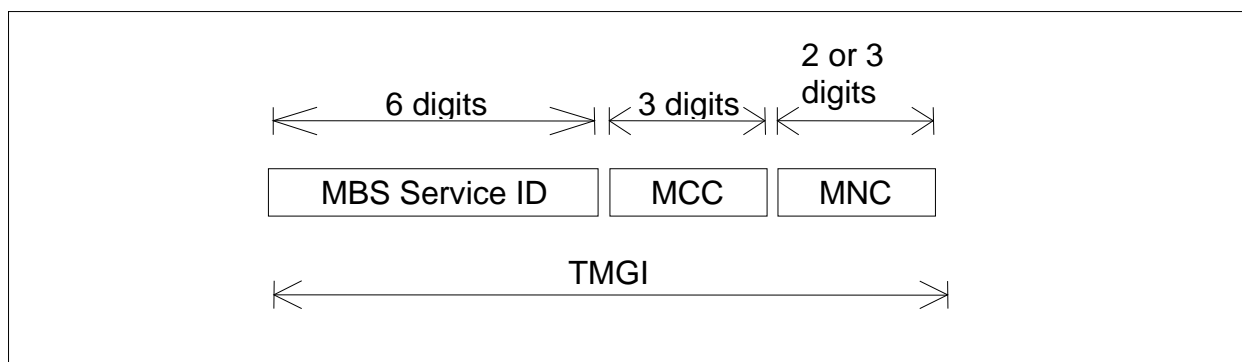 2 or 3
digits
6 digits
3 digits
MBS Service ID
MCC
MNC
TMGI